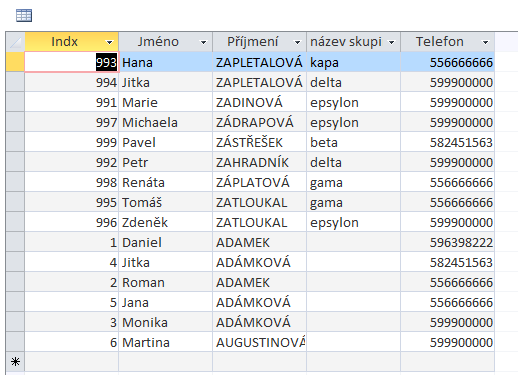 Indx Jméno Příjmení název skupi Telefon
993 Hana ZAPLETALOVÁ kapa 556666666
994 Jitka ZAPLETALOVÁ delta 599900000
991 Marie ZADINOVÁ epsylon 599900000
997 Michaela ZÁDRAPOVÁ epsylon 599900000
999 Pavel ZÁSTŘEŠEK beta 582451563
992 Petr ZAHRADNÍK delta 599900000
998 Renáta ZÁPLATOVÁ gama 556666666
995 Tomáš ZATLOUKAL gama 556666666
996 Zdeněk ZATLOUKAL epsylon 599900000
1 Daniel ADAMEK 596398222
4 Jitka ADÁMKOVÁ 582451563
2 Roman ADAMEK 556666666
5 Jana ADÁMKOVÁ 556666666
3 Monika ADÁMKOVÁ 599900000
6 Martina AUGUSTINOVÁ 599900000